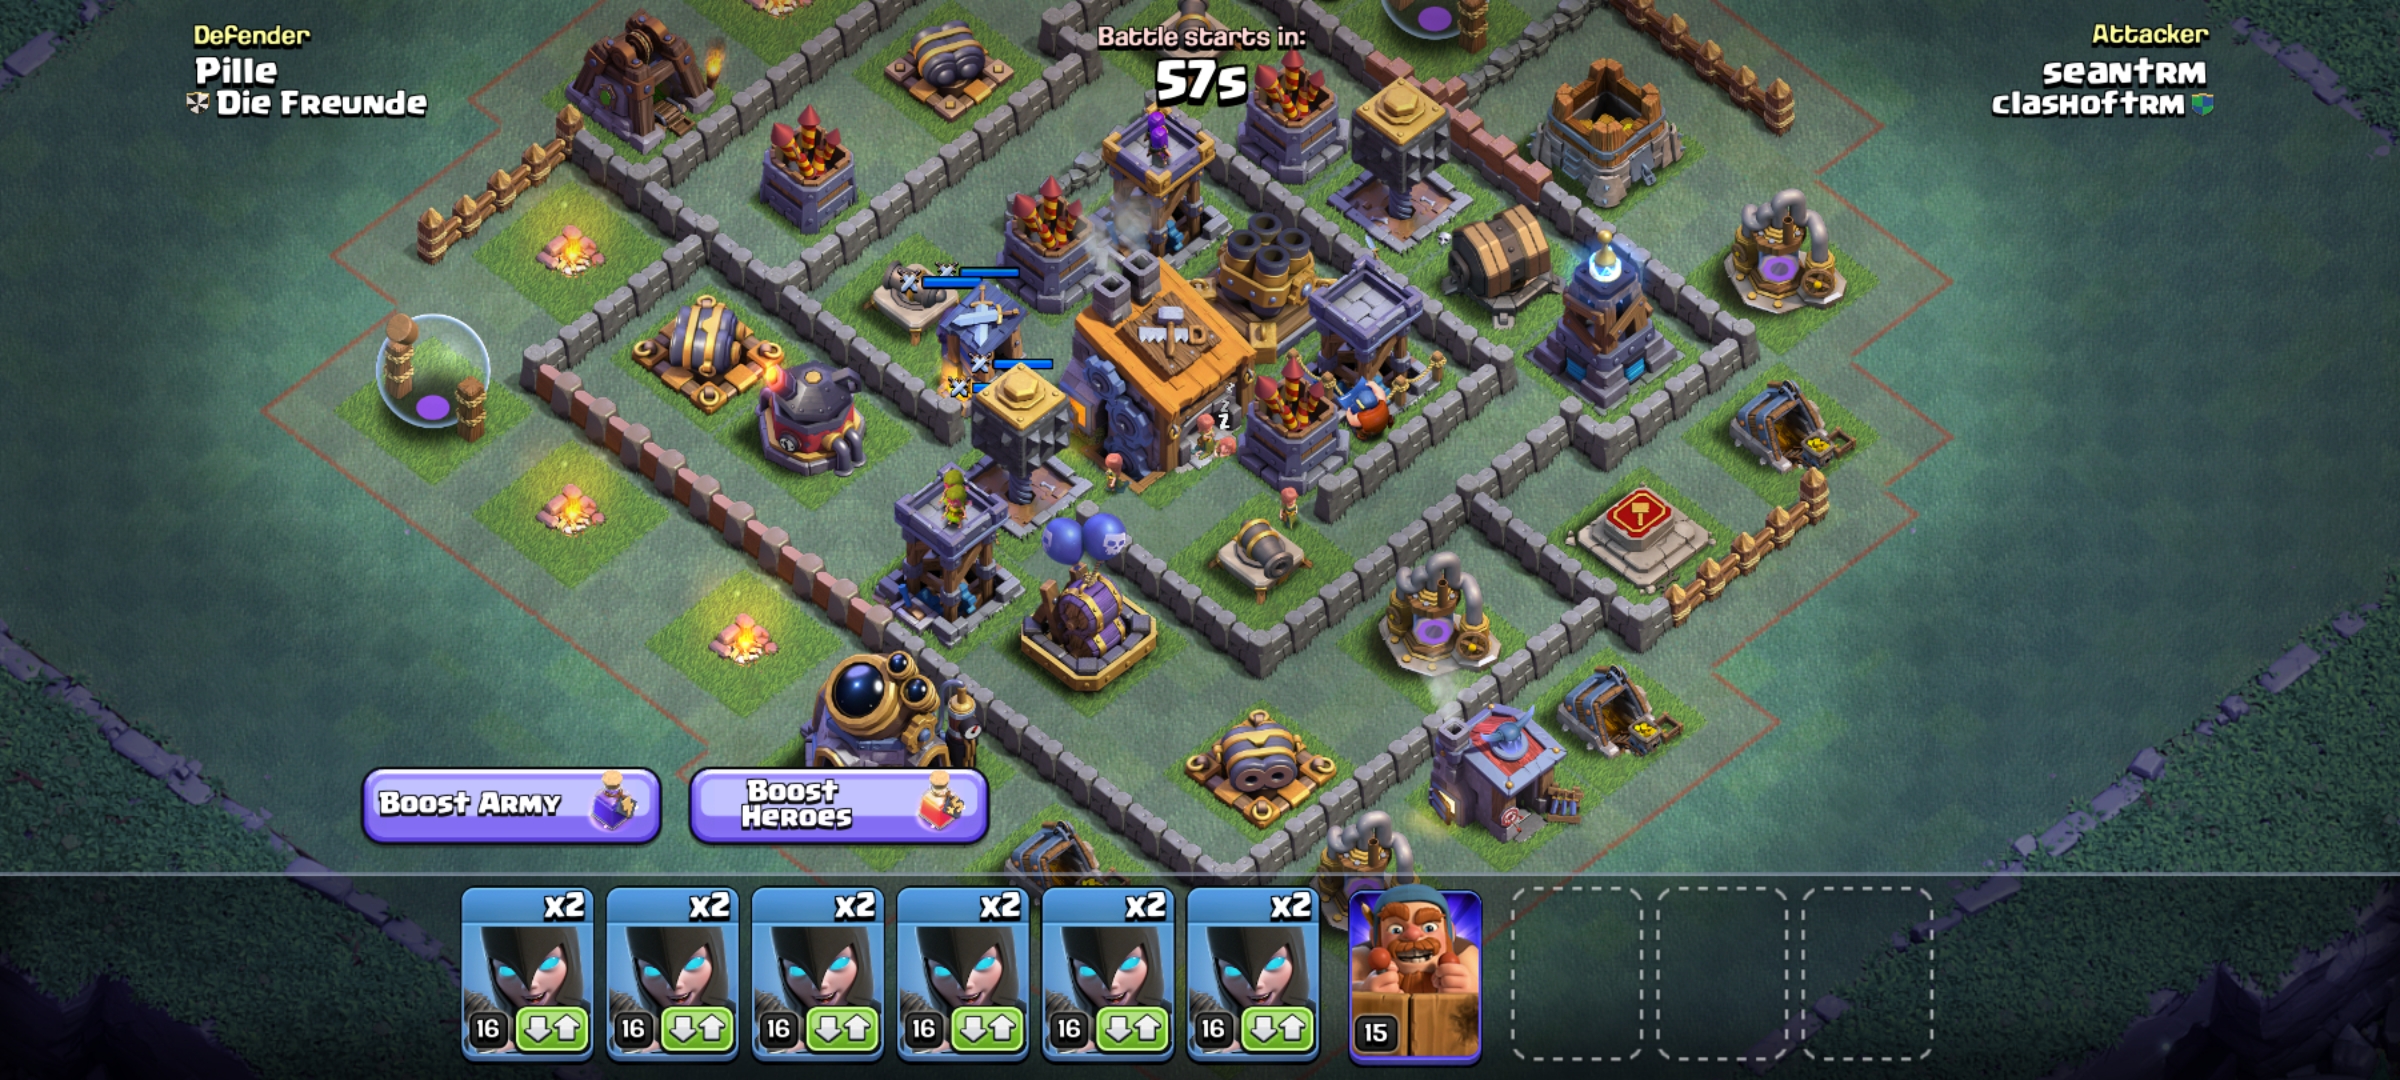 Defender
Pille
Die Freunde
Battle starts in:
57s
Attacker
seantRM
clashoftRM
z
z
Z
Boost Army
Boost
Heroes
x2
x2
x2
x2
x2
x2
16
16
16
16
16
16
15